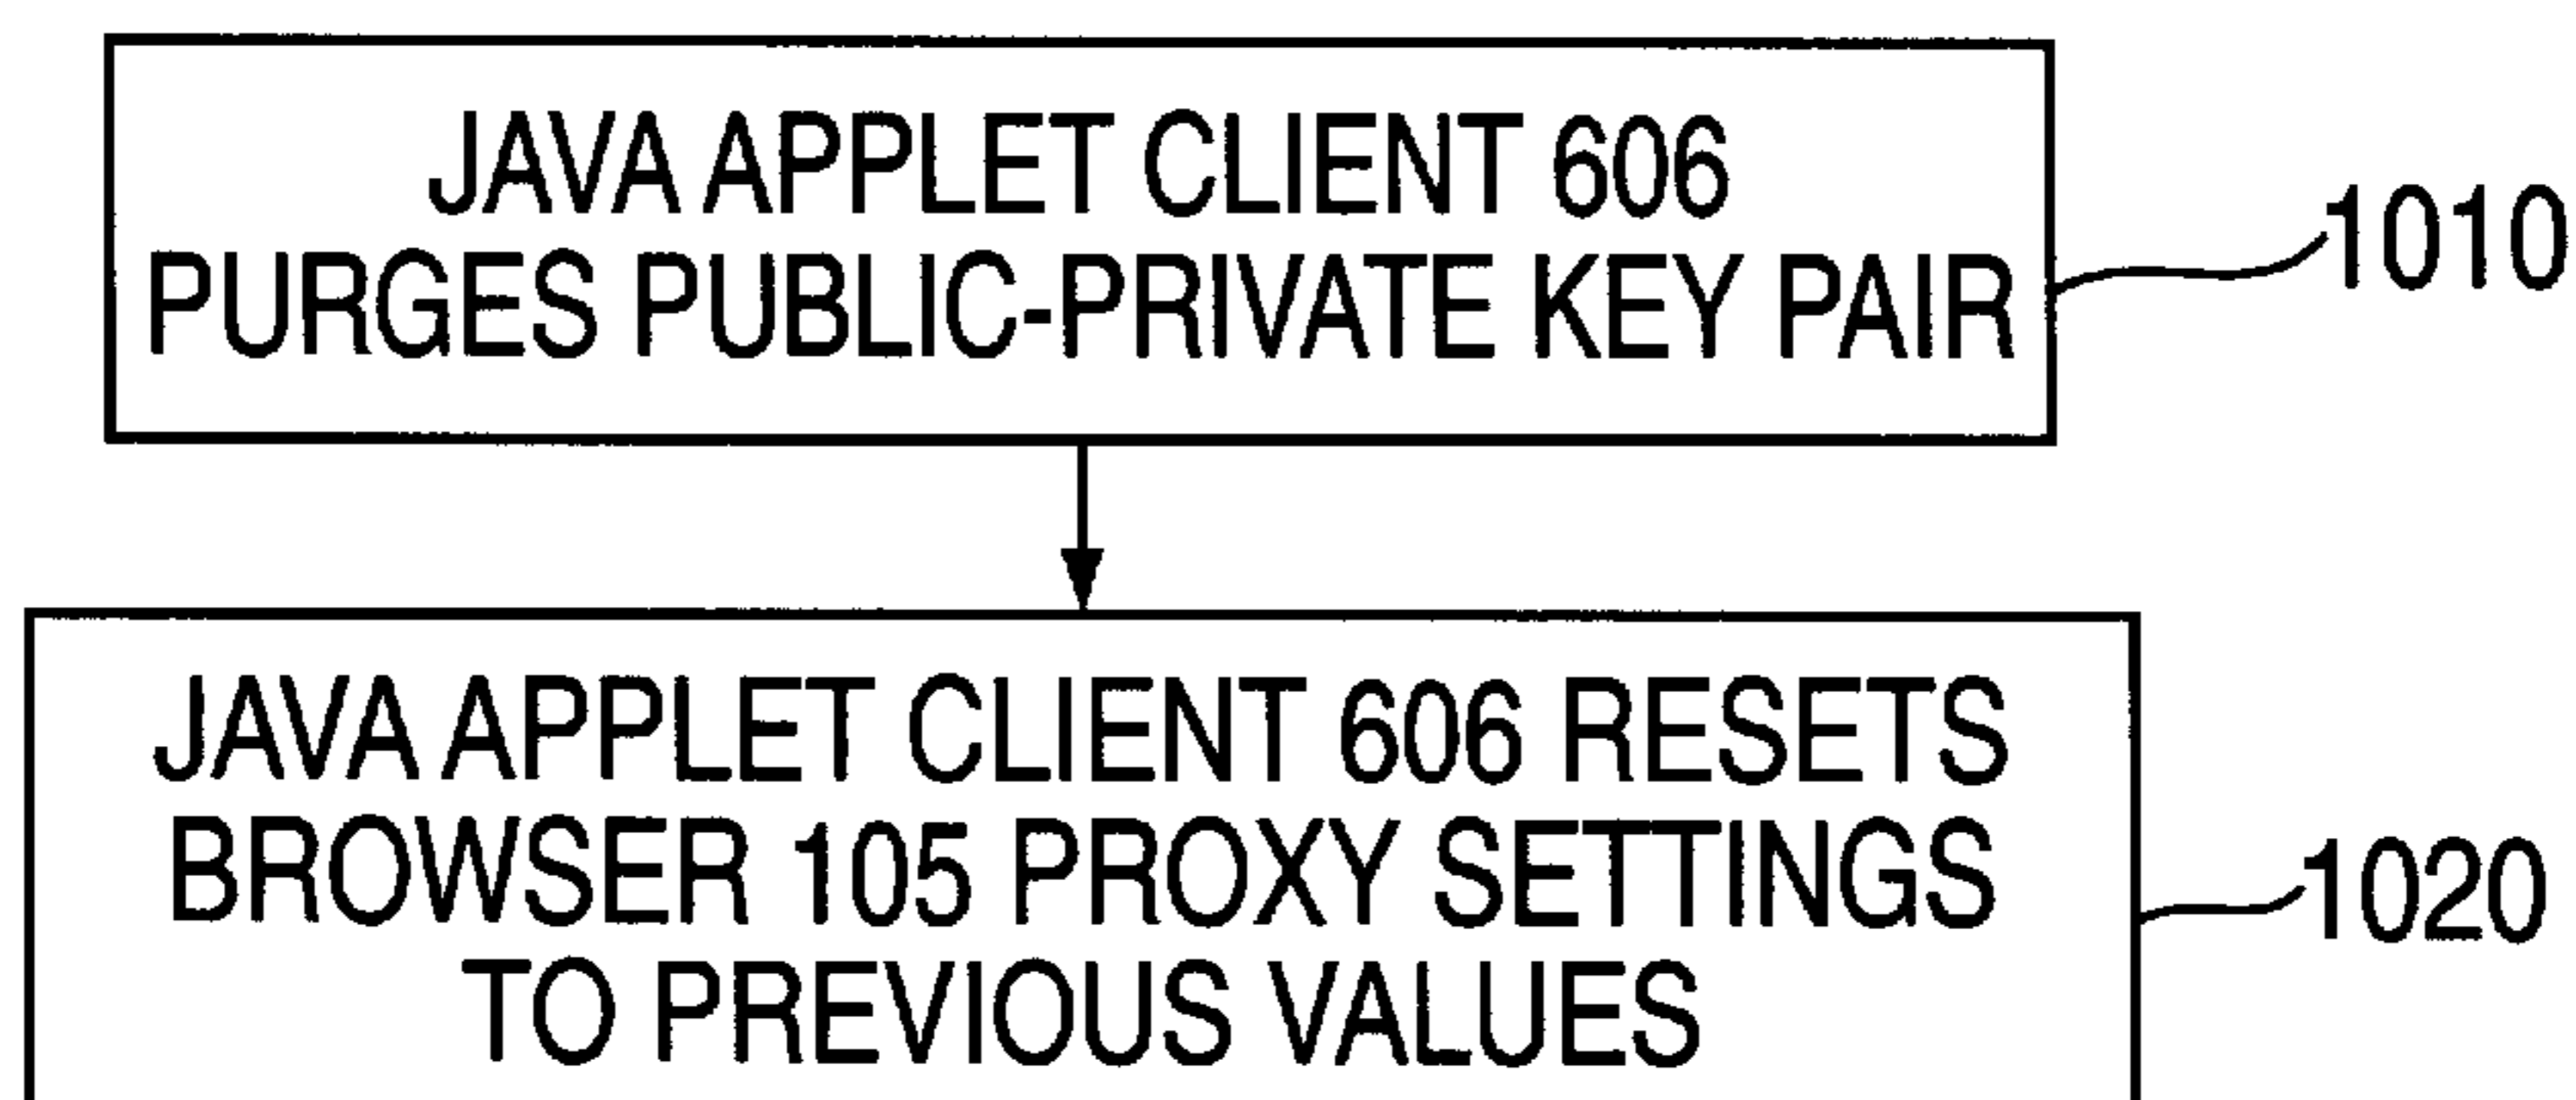 JAVA APPLET CLIENT 606
PURGES PUBLIC-PRIVATE KEY PAIR
1010
JAVA APPLET CLIENT 606 RESETS
BROWSER 105 PROXY SETTINGS
TO PREVIOUS VALUES
1020